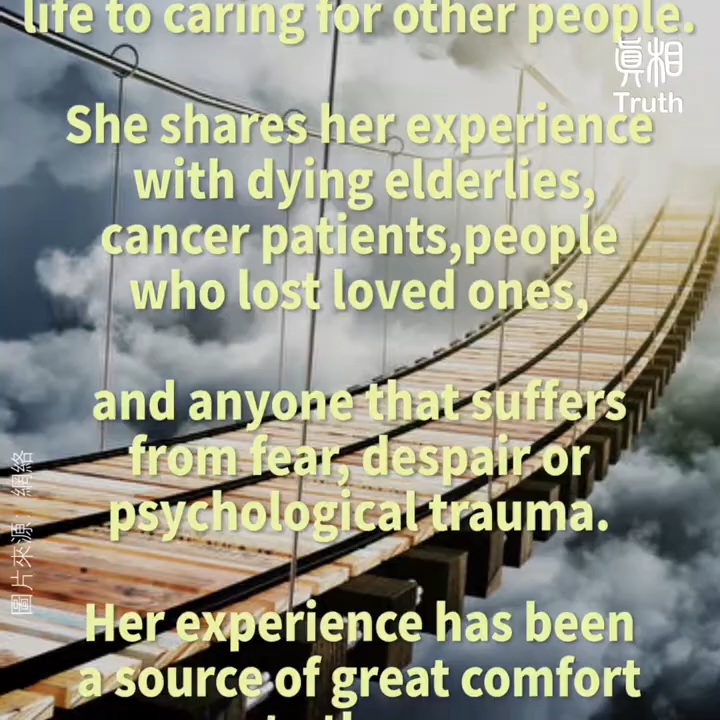 life to caring for other people.
真相
Truth
She shares her experience
with dying elderlies,
cancer patients,people
who lost loved ones,
and anyone that suffers
from fear, despair or
psychological trauma.
圖片來源：網絡
Her experience has been
a source of great comfort